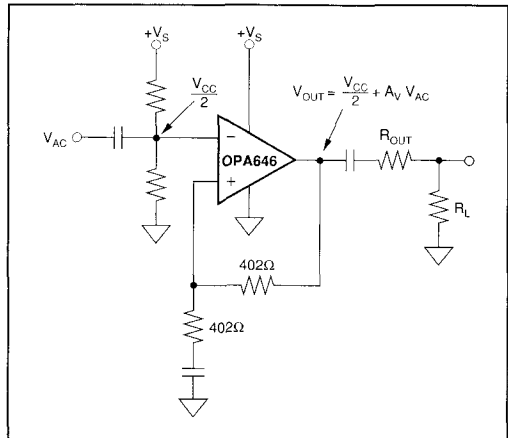 +V_S
+V_S
V_CC
2
V_OUT = V_CC/2 + A_V V_AC
V_AC
−
OPA646
+
R_OUT
R_L
402Ω
402Ω